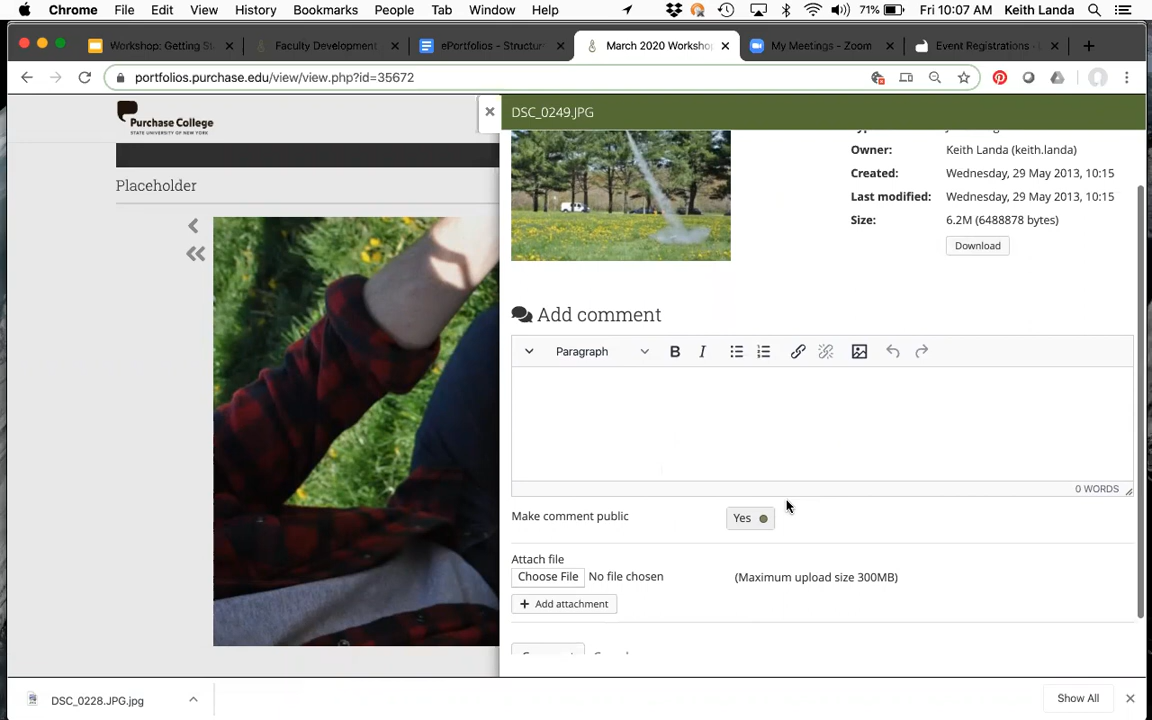 Chrome File Edit View History Bookmarks People Tab Window Help 71% Fri 10:07 AM Keith Landa
Workshop: Getting St
Faculty Development
ePortfolios - Structur
March 2020 Worksho
My Meetings - Zoom
Event Registrations -
portfolios.purchase.edu/view/view.php?id=35672
Purchase College
STATE UNIVERSITY OF NEW YORK
DSC_0249.JPG
Placeholder
Owner: Keith Landa (keith.landa)
Created: Wednesday, 29 May 2013, 10:15
Last modified: Wednesday, 29 May 2013, 10:15
Size: 6.2M (6488878 bytes)
Download
Add comment
Paragraph B I
0 WORDS
Make comment public Yes
Attach file
Choose File No file chosen (Maximum upload size 300MB)
+ Add attachment
DSC_0228.JPG.jpg
Show All